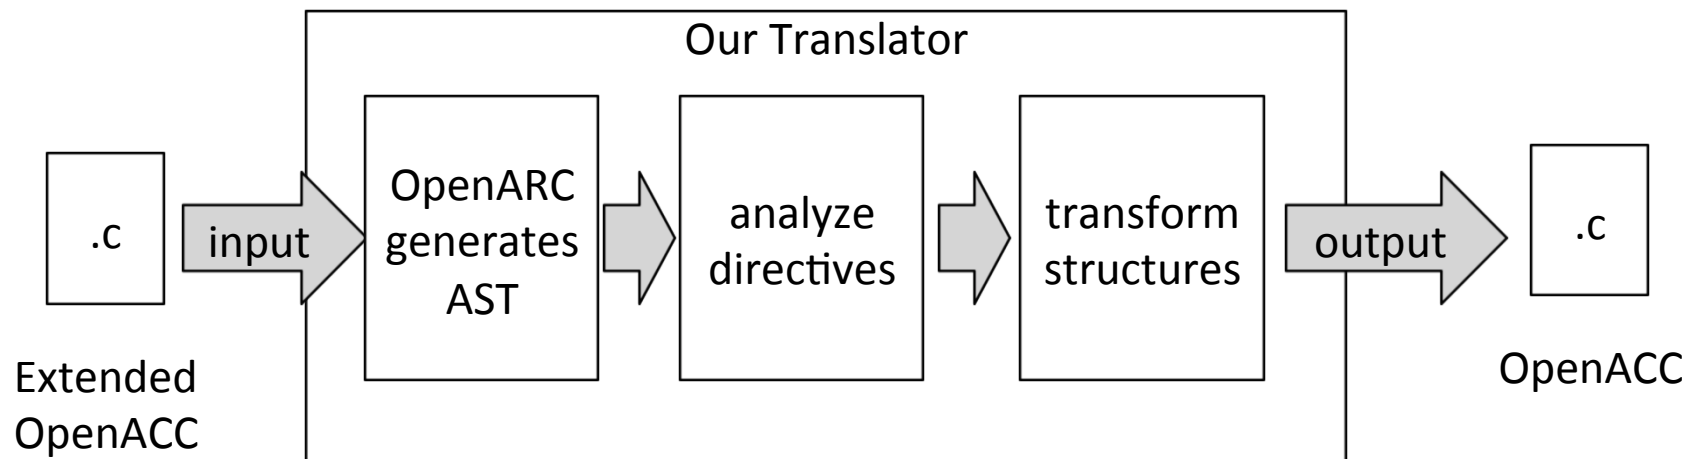 Our Translator
.c
Extended
OpenACC
input
OpenARC
generates
AST
analyze
directives
transform
structures
output
.c
OpenACC